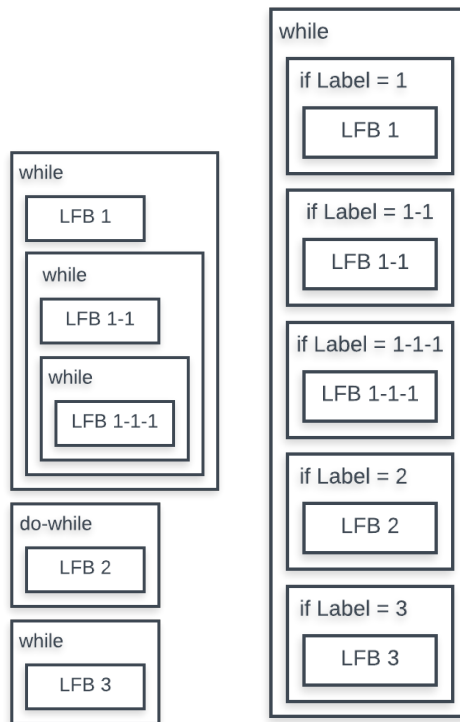 while
LFB 1
while
LFB 1-1
while
LFB 1-1-1
do-while
LFB 2
while
LFB 3
while
if Label = 1
LFB 1
if Label = 1-1
LFB 1-1
if Label = 1-1-1
LFB 1-1-1
if Label = 2
LFB 2
if Label = 3
LFB 3